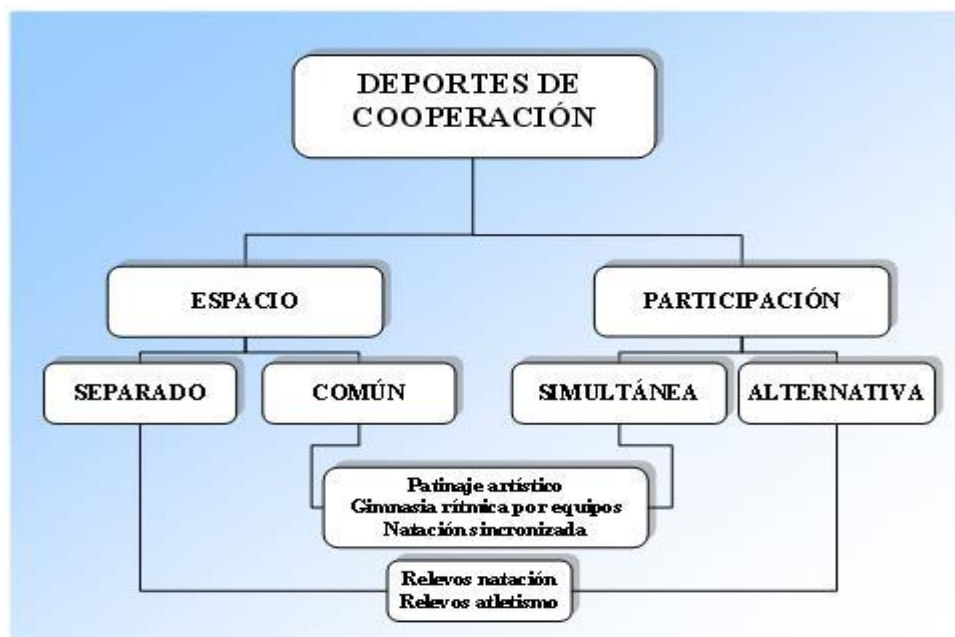 DEPORTES DE
COOPERACIÓN
ESPACIO
PARTICIPACIÓN
SEPARADO
COMÚN
SIMULTÁNEA
ALTERNATIVA
Patinaje artístico
Gimnasia rítmica por equipos
Natación sincronizada
Relevos natación
Relevos atletismo